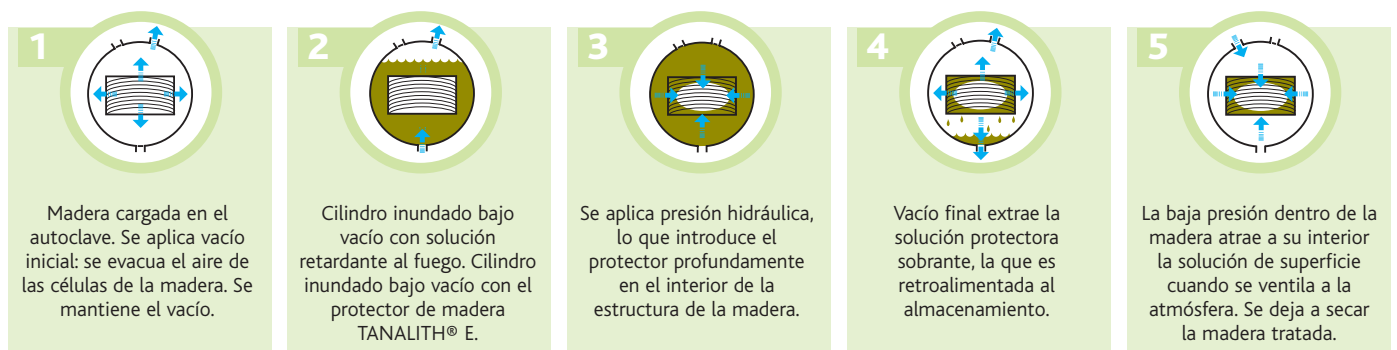 1
Madera cargada en el
autoclave. Se aplica vacío
inicial: se evacua el aire de
las células de la madera. Se
mantiene el vacío.
2
Cilindro inundado bajo
vacío con solución
retardante al fuego. Cilindro
inundado bajo vacío con el
protector de madera
TANALITH® E.
3
Se aplica presión hidráulica,
lo que introduce el
protector profundamente
en el interior de la
estructura de la madera.
4
Vacío final extrae la
solución protectora
sobrante, la que es
retroalimentada al
almacenamiento.
5
La baja presión dentro de la
madera atrae a su interior
la solución de superficie
cuando se ventila a la
atmósfera. Se deja a secar
la madera tratada.